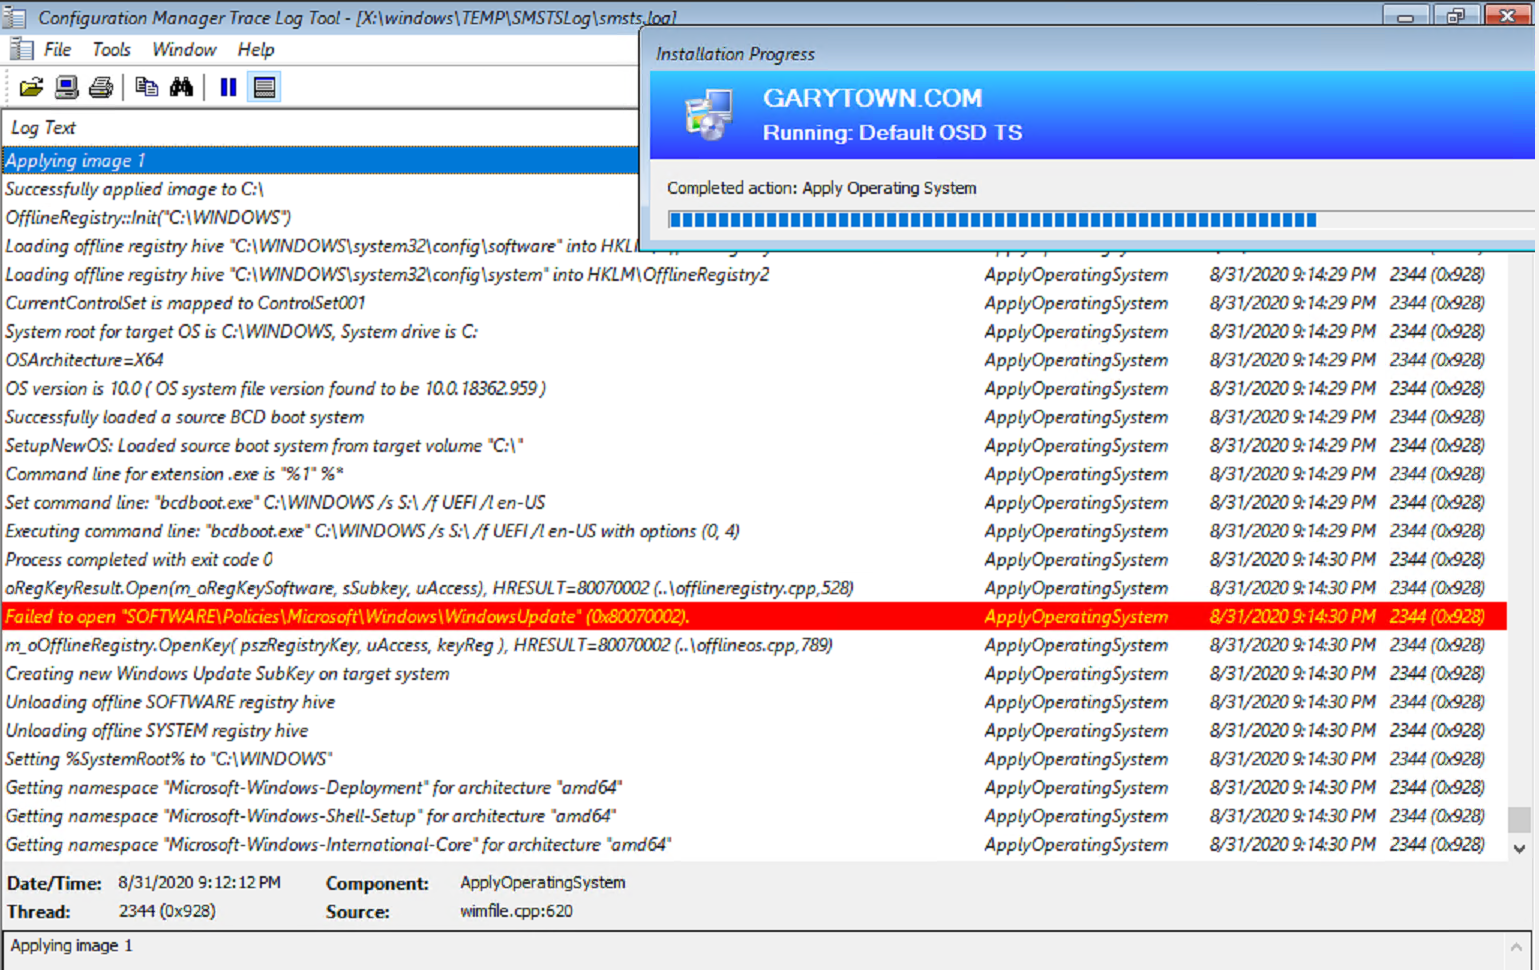 Configuration Manager Trace Log Tool - [X:\windows\TEMP\SMSTSLog\smsts.log]
File Tools Window Help
Installation Progress
GARYTOWN.COM
Running: Default OSD TS
Completed action: Apply Operating System
Log Text
Applying image 1
Successfully applied image to C:\
OfflineRegistry::Init("C:\WINDOWS")
Loading offline registry hive "C:\WINDOWS\system32\config\software" into
Loading offline registry hive "C:\WINDOWS\system32\config\system" into HKLM\OfflineRegistry2 ApplyOperatingSystem 8/31/2020 9:14:29 PM 2344 (0x928)
CurrentControlSet is mapped to ControlSet001 ApplyOperatingSystem 8/31/2020 9:14:29 PM 2344 (0x928)
System root for target OS is C:\WINDOWS, System drive is C: ApplyOperatingSystem 8/31/2020 9:14:29 PM 2344 (0x928)
OSArchitecture=X64 ApplyOperatingSystem 8/31/2020 9:14:29 PM 2344 (0x928)
OS version is 10.0 ( OS system file version found to be 10.0.18362.959 ) ApplyOperatingSystem 8/31/2020 9:14:29 PM 2344 (0x928)
Successfully loaded a source BCD boot system ApplyOperatingSystem 8/31/2020 9:14:29 PM 2344 (0x928)
SetupNewOS: Loaded source boot system from target volume "C:\" ApplyOperatingSystem 8/31/2020 9:14:29 PM 2344 (0x928)
Command line for extension .exe is "%1" %* ApplyOperatingSystem 8/31/2020 9:14:29 PM 2344 (0x928)
Set command line: "bcdboot.exe" C:\WINDOWS /s S:\ /f UEFI /l en-US ApplyOperatingSystem 8/31/2020 9:14:29 PM 2344 (0x928)
Executing command line: "bcdboot.exe" C:\WINDOWS /s S:\ /f UEFI /l en-US with options (0, 4) ApplyOperatingSystem 8/31/2020 9:14:29 PM 2344 (0x928)
Process completed with exit code 0 ApplyOperatingSystem 8/31/2020 9:14:30 PM 2344 (0x928)
oRegKeyResult.Open(m_oRegKeySoftware, sSubkey, uAccess), HRESULT=80070002 (..\offlineregistry.cpp,528) ApplyOperatingSystem 8/31/2020 9:14:30 PM 2344 (0x928)
Failed to open "SOFTWARE\Policies\Microsoft\Windows\WindowsUpdate" (0x80070002). ApplyOperatingSystem 8/31/2020 9:14:30 PM 2344 (0x928)
m_oOfflineRegistry.OpenKey( pszRegistryKey, uAccess, keyReg ), HRESULT=80070002 (..\offlineos.cpp,789) ApplyOperatingSystem 8/31/2020 9:14:30 PM 2344 (0x928)
Creating new Windows Update SubKey on target system ApplyOperatingSystem 8/31/2020 9:14:30 PM 2344 (0x928)
Unloading offline SOFTWARE registry hive ApplyOperatingSystem 8/31/2020 9:14:30 PM 2344 (0x928)
Unloading offline SYSTEM registry hive ApplyOperatingSystem 8/31/2020 9:14:30 PM 2344 (0x928)
Setting %SystemRoot% to "C:\WINDOWS" ApplyOperatingSystem 8/31/2020 9:14:30 PM 2344 (0x928)
Getting namespace "Microsoft-Windows-Deployment" for architecture "amd64" ApplyOperatingSystem 8/31/2020 9:14:30 PM 2344 (0x928)
Getting namespace "Microsoft-Windows-Shell-Setup" for architecture "amd64" ApplyOperatingSystem 8/31/2020 9:14:30 PM 2344 (0x928)
Getting namespace "Microsoft-Windows-International-Core" for architecture "amd64" ApplyOperatingSystem 8/31/2020 9:14:30 PM 2344 (0x928)
Date/Time: 8/31/2020 9:12:12 PM Component: ApplyOperatingSystem
Thread: 2344 (0x928) Source: wimfile.cpp:620
Applying image 1